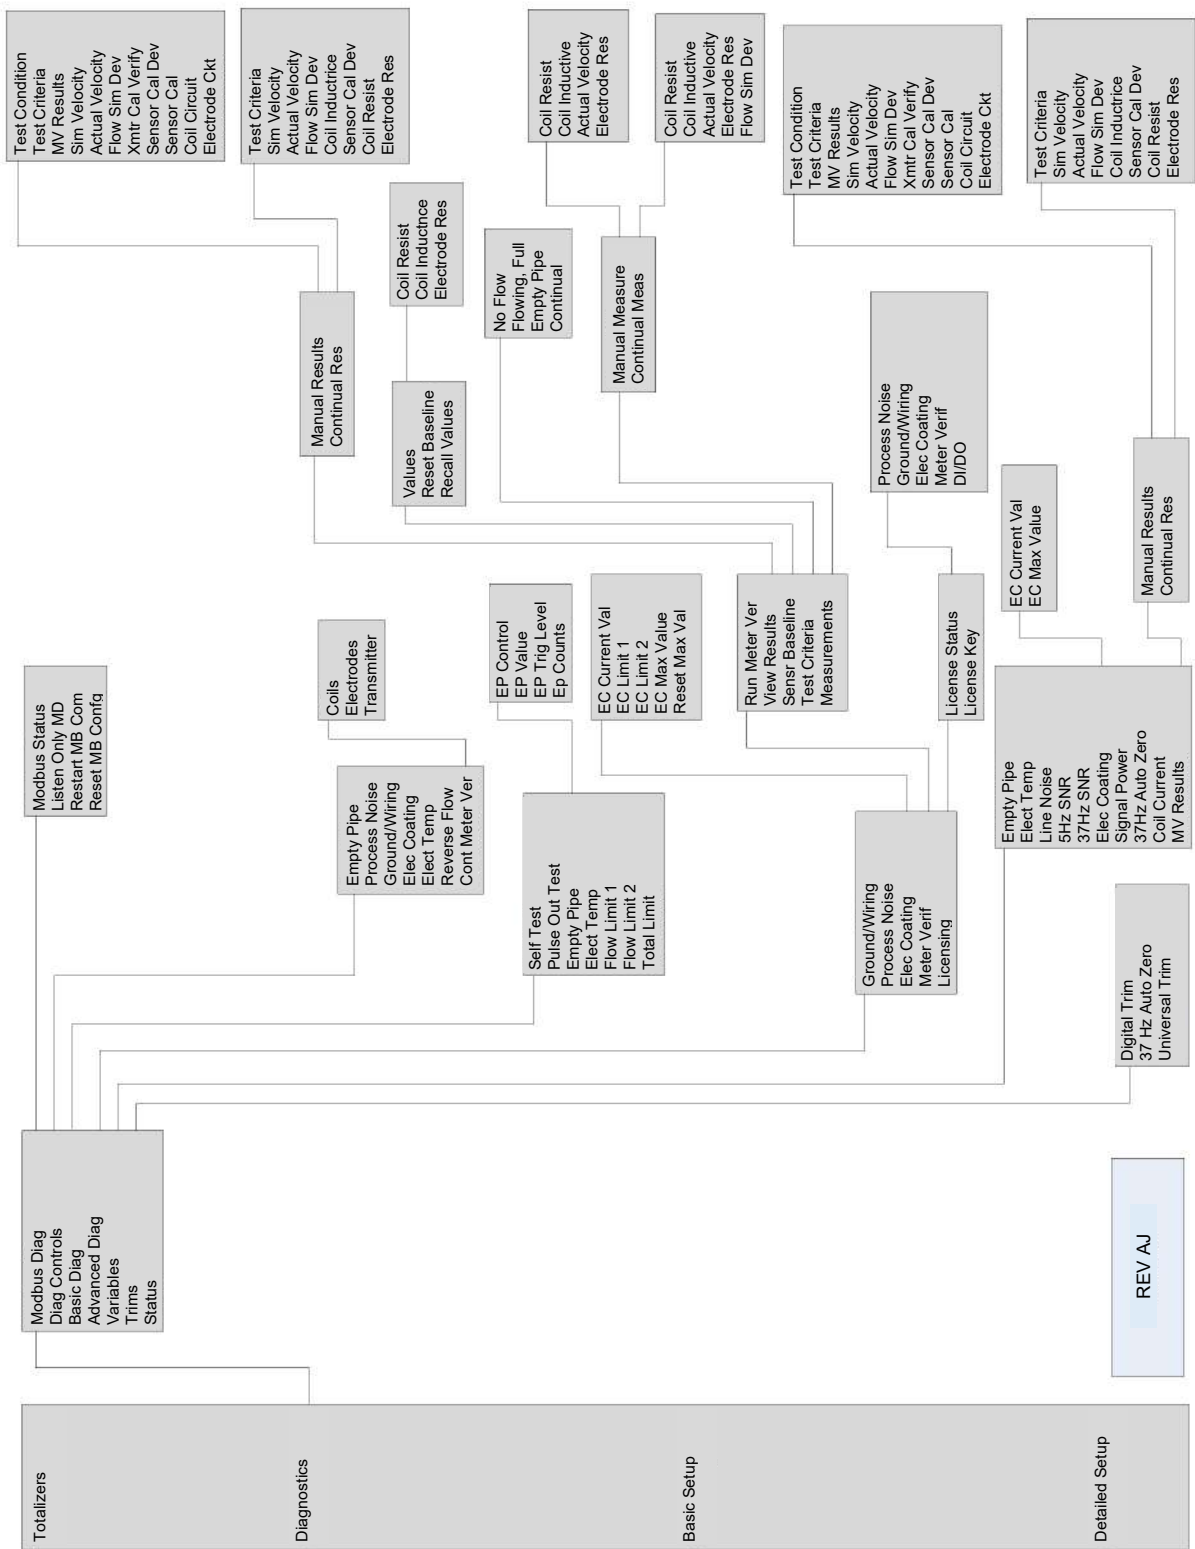 Totalizers
Diagnostics
Basic Setup
Detailed Setup
Modbus Diag
Diag Controls
Basic Diag
Advanced Diag
Variables
Trims
Status
REV AJ
Modbus Status
Listen Only MD
Restart MB Com
Reset MB Confg
Empty Pipe
Process Noise
Ground/Wiring
Elec Coating
Elect Temp
Reverse Flow
Cont Meter Ver
Coils
Electrodes
Transmitter
Self Test
Pulse Out Test
Empty Pipe
Elect Temp
Flow Limit 1
Flow Limit 2
Total Limit
EP Control
EP Value
EP Trig Level
Ep Counts
Ground/Wiring
Process Noise
Elec Coating
Meter Verif
Licensing
EC Current Val
EC Limit 1
EC Limit 2
EC Max Value
Reset Max Val
Run Meter Ver
View Results
Sensr Baseline
Test Criteria
Measurements
Manual Results
Continual Res
Test Condition
Test Criteria
MV Results
Sim Velocity
Actual Velocity
Flow Sim Dev
Xmtr Cal Verify
Sensor Cal Dev
Sensor Cal
Coil Circuit
Electrode Ckt
Test Criteria
Sim Velocity
Actual Velocity
Flow Sim Dev
Coil Inductrice
Sensor Cal Dev
Coil Resist
Electrode Res
Values
Reset Baseline
Recall Values
Coil Resist
Coil Inductnce
Electrode Res
No Flow
Flowing, Full
Empty Pipe
Continual
Manual Measure
Continual Meas
Coil Resist
Coil Inductive
Actual Velocity
Electrode Res
Coil Resist
Coil Inductive
Actual Velocity
Electrode Res
Flow Sim Dev
License Status
License Key
Process Noise
Ground/Wiring
Elec Coating
Meter Verif
DI/DO
Empty Pipe
Elect Temp
Line Noise
5Hz SNR
37Hz SNR
Elec Coating
Signal Power
37Hz Auto Zero
Coil Current
MV Results
EC Current Val
EC Max Value
Manual Results
Continual Res
Test Condition
Test Criteria
MV Results
Sim Velocity
Actual Velocity
Flow Sim Dev
Xmtr Cal Verify
Sensor Cal Dev
Sensor Cal
Coil Circuit
Electrode Ckt
Test Criteria
Sim Velocity
Actual Velocity
Flow Sim Dev
Coil Inductrice
Sensor Cal Dev
Coil Resist
Electrode Res
Digital Trim
37 Hz Auto Zero
Universal Trim